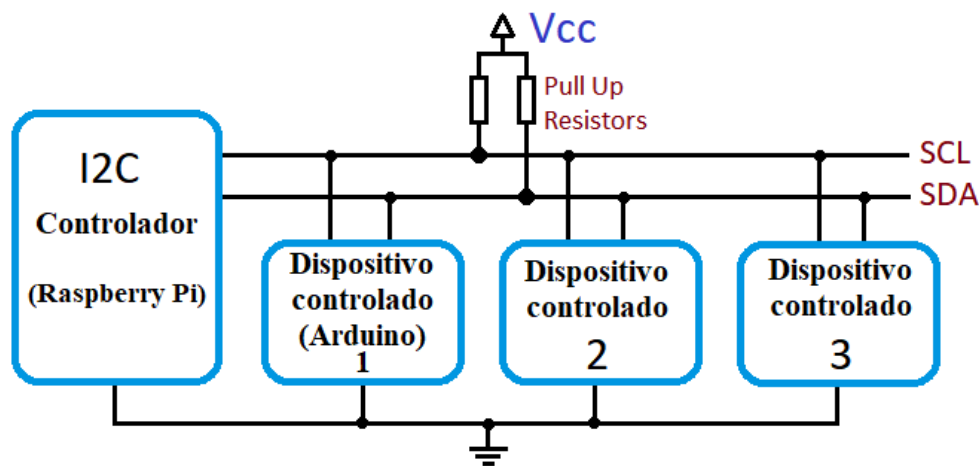 Vcc
Pull Up
Resistors
I2C
Controlador
(Raspberry Pi)
SCL
SDA
Dispositivo
controlado
(Arduino)
1
Dispositivo
controlado
2
Dispositivo
controlado
3